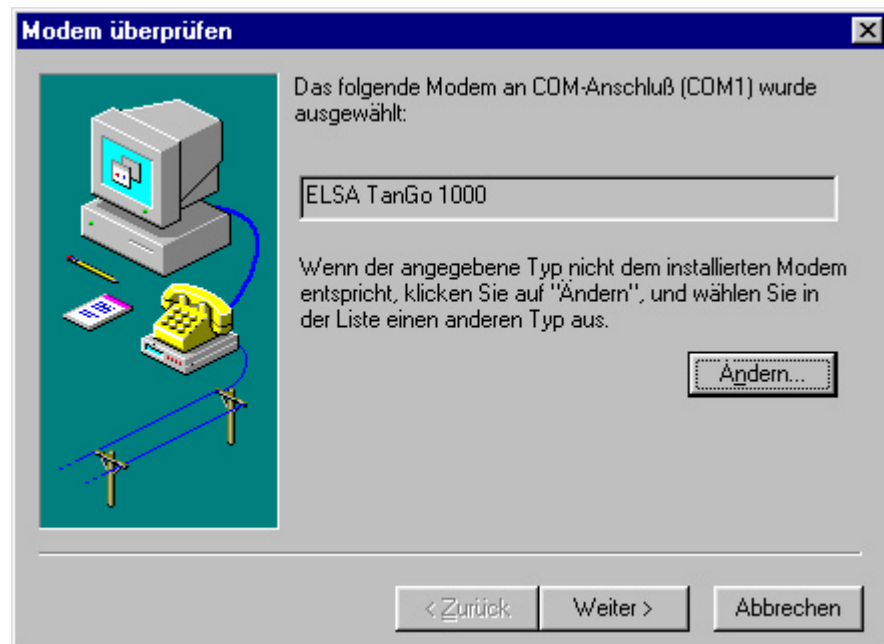 Modem überprüfen
Das folgende Modem an COM-Anschluß (COM1) wurde
ausgewählt:
ELSA TanGo 1000
Wenn der angegebene Typ nicht dem installierten Modem
entspricht, klicken Sie auf "Ändern", und wählen Sie in
der Liste einen anderen Typ aus.
Ändern...
< Zurück
Weiter >
Abbrechen